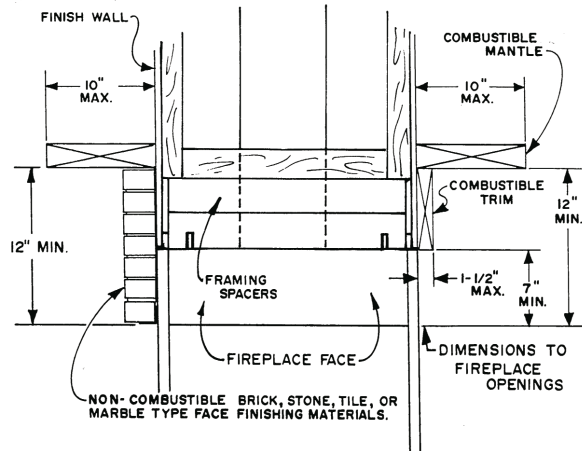 FINISH WALL
COMBUSTIBLE
MANTLE
10"
MAX.
10"
MAX.
COMBUSTIBLE
TRIM
12" MIN.
12"
MIN.
FRAMING
SPACERS
1-1/2"
MAX.
7"
MIN.
FIREPLACE FACE
DIMENSIONS TO
FIREPLACE
OPENINGS
NON-COMBUSTIBLE BRICK, STONE, TILE, OR
MARBLE TYPE FACE FINISHING MATERIALS.